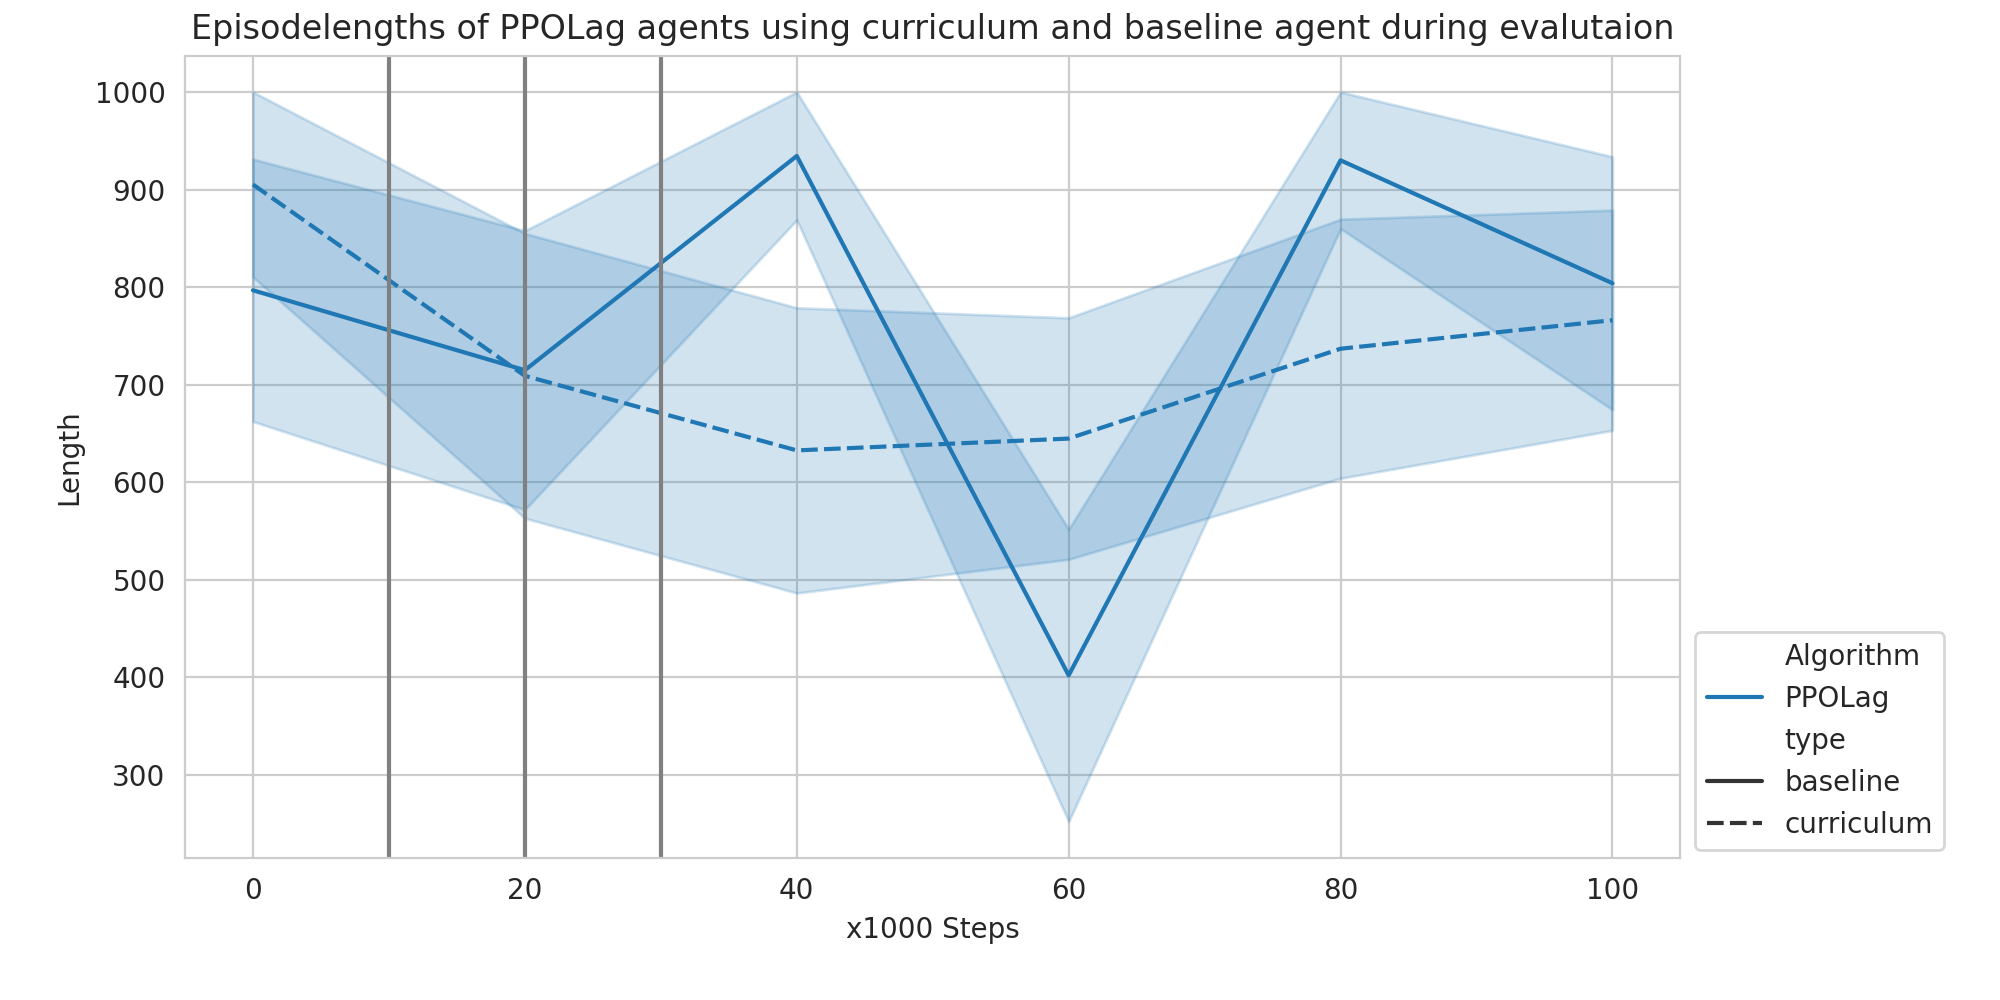 Episodelengths of PPOLag agents using curriculum and baseline agent during evalutaion
1000
900
800
700
600
500
400
300
Length
0 20 40 60 80 100
x1000 Steps
Algorithm
PPOLag
type
baseline
curriculum